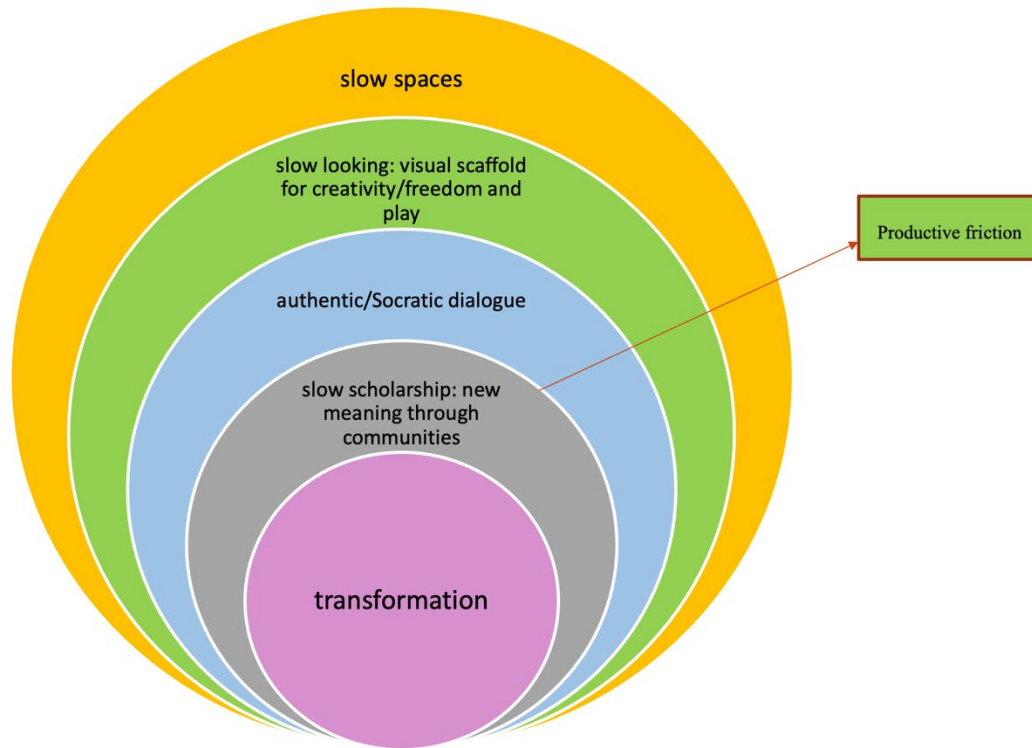 slow spaces
slow looking: visual scaffold
for creativity/freedom and
play
Productive friction
authentic/Socratic dialogue
slow scholarship: new
meaning through
communities
transformation